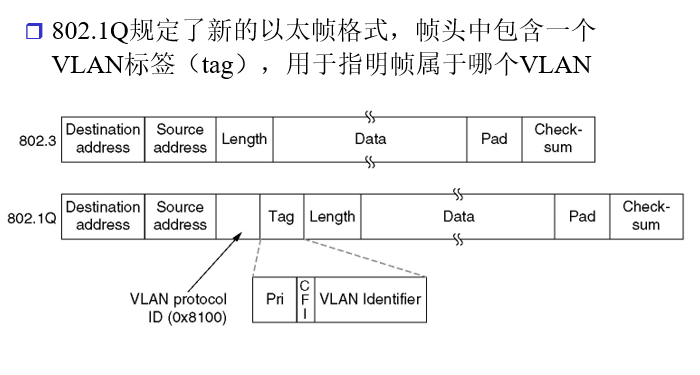 802.1Q规定了新的以太帧格式，帧头中包含一个
VLAN标签（tag），用于指明帧属于哪个VLAN
802.3 Destination address Source address Length Data Pad Check-sum
802.1Q Destination address Source address Tag Length Data Pad Check-sum
VLAN protocol
ID (0x8100)
Pri CFI VLAN Identifier